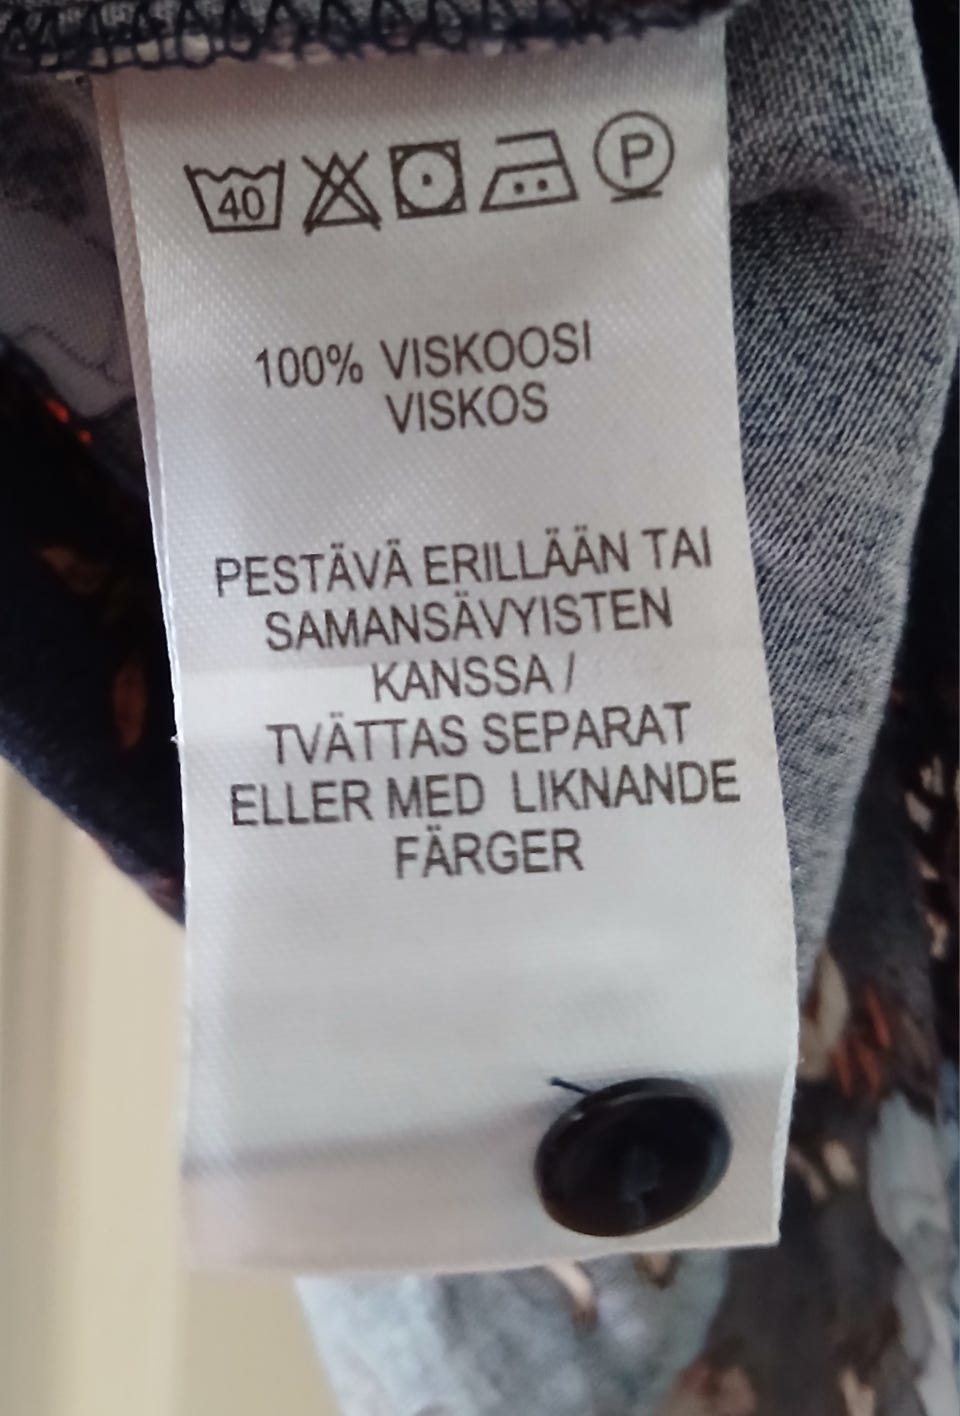 40 P
100% VISKOOSI
VISKOS
PESTÄVÄ ERILLÄÄN TAI
SAMANSÄVYISTEN
KANSSA /
TVÄTTAS SEPARAT
ELLER MED LIKNANDE
FÄRGER